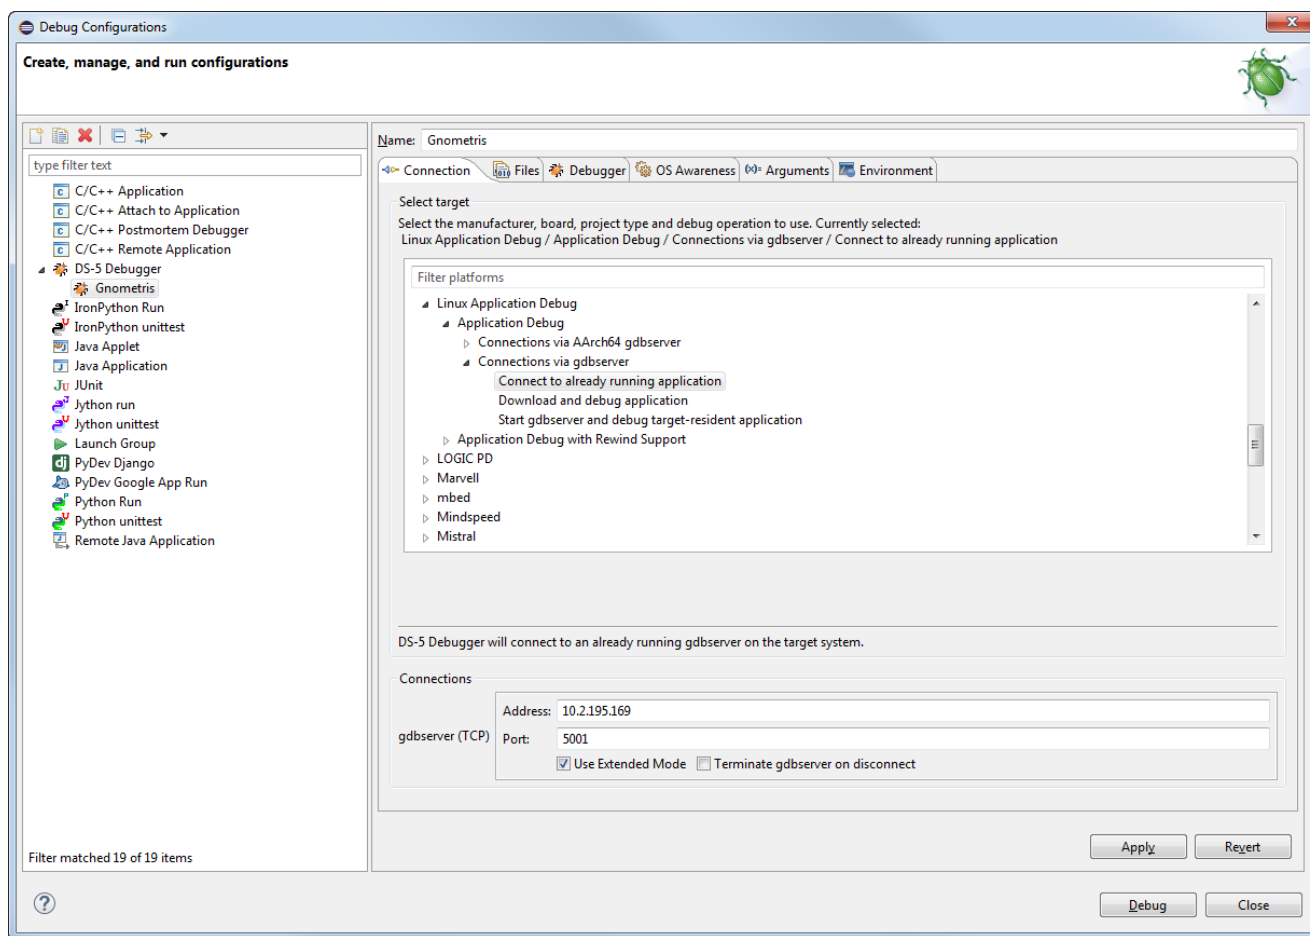 Debug Configurations
Create, manage, and run configurations
type filter text
C/C++ Application
C/C++ Attach to Application
C/C++ Postmortem Debugger
C/C++ Remote Application
DS-5 Debugger
Gnometris
IronPython Run
IronPython unittest
Java Applet
Java Application
JUnit
Jython run
Jython unittest
Launch Group
PyDev Django
PyDev Google App Run
Python Run
Python unittest
Remote Java Application
Filter matched 19 of 19 items
Name: Gnometris
Connection Files Debugger OS Awareness Arguments Environment
Select target
Select the manufacturer, board, project type and debug operation to use. Currently selected:
Linux Application Debug / Application Debug / Connections via gdbserver / Connect to already running application
Filter platforms
Linux Application Debug
Application Debug
Connections via AArch64 gdbserver
Connections via gdbserver
Connect to already running application
Download and debug application
Start gdbserver and debug target-resident application
Application Debug with Rewind Support
LOGIC PD
Marvell
mbed
Mindspeed
Mistral
DS-5 Debugger will connect to an already running gdbserver on the target system.
Connections
gdbserver (TCP)
Address: 10.2.195.169
Port: 5001
Use Extended Mode Terminate gdbserver on disconnect
Apply Revert
Debug Close